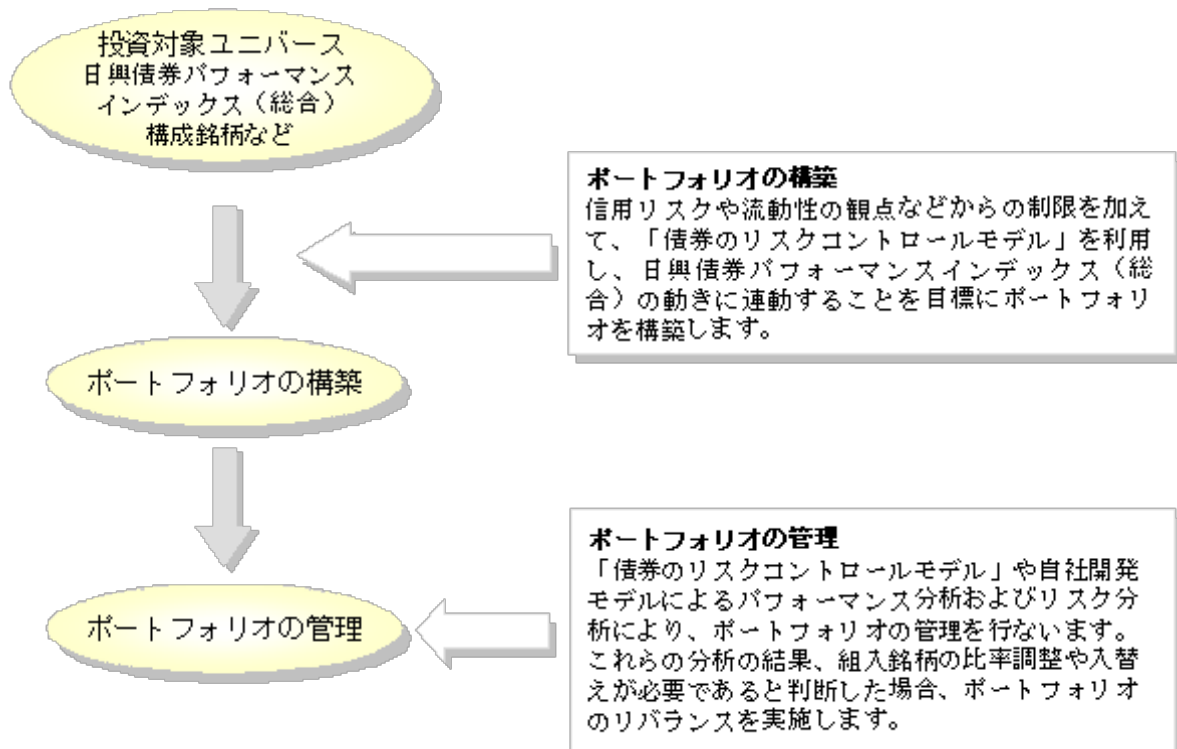 投資対象ユニバース
日興債券パフォーマンス
インデックス（総合）
構成銘柄など
ポートフォリオの構築
信用リスクや流動性の観点などからの制限を加え
て、「債券のリスクコントロールモデル」を利用
し、日興債券パフォーマンスインデックス（総
合）の動きに連動することを目標にポートフォリ
オを構築します。
ポートフォリオの構築
ポートフォリオの管理
「債券のリスクコントロールモデル」や自社開発
モデルによるパフォーマンス分析およびリスク分
析により、ポートフォリオの管理を行ないます。
これらの分析の結果、組入銘柄の比率調整や入替
えが必要であると判断した場合、ポートフォリオ
のリバランスを実施します。
ポートフォリオの管理